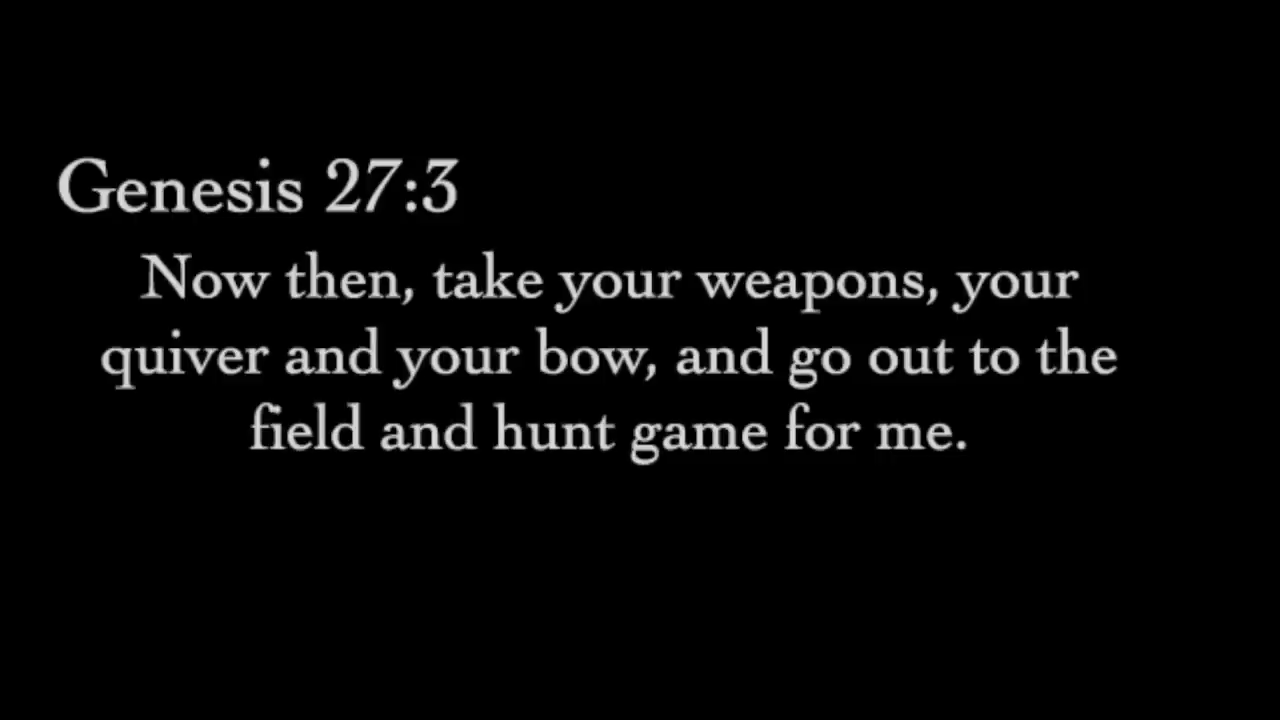 Genesis 27:3
Now then, take your weapons, your
quiver and your bow, and go out to the
field and hunt game for me.